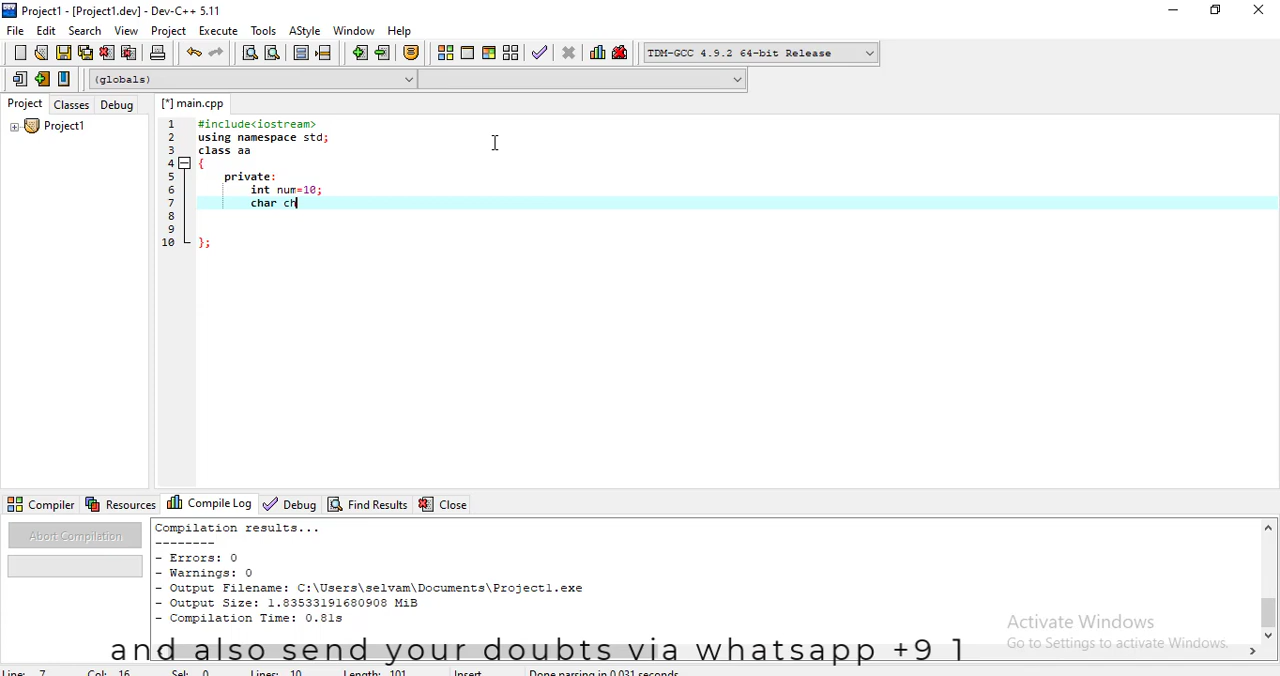 Project1 - [Project1.dev] - Dev-C++ 5.11
File Edit Search View Project Execute Tools AStyle Window Help
TDM-GCC 4.9.2 64-bit Release
(globals)
Project Classes Debug [*] main.cpp
Project1
1 #include<iostream>
2 using namespace std;
3 class aa
4 {
5 private:
6 int num=10;
7 char ch
8
9
10 };
Compiler Resources Compile Log Debug Find Results Close
Abort Compilation
Compilation results...
--------
- Errors: 0
- Warnings: 0
- Output Filename: C:\Users\selvam\Documents\Project1.exe
- Output Size: 1.83533191680908 MiB
- Compilation Time: 0.81s
Activate Windows
Go to Settings to activate Windows.
and also send your doubts via whatsapp +9 1
Line: 7 Col: 16 Sel: 0 Lines: 10 Length: 101 Insert Done parsing in 0.031 seconds